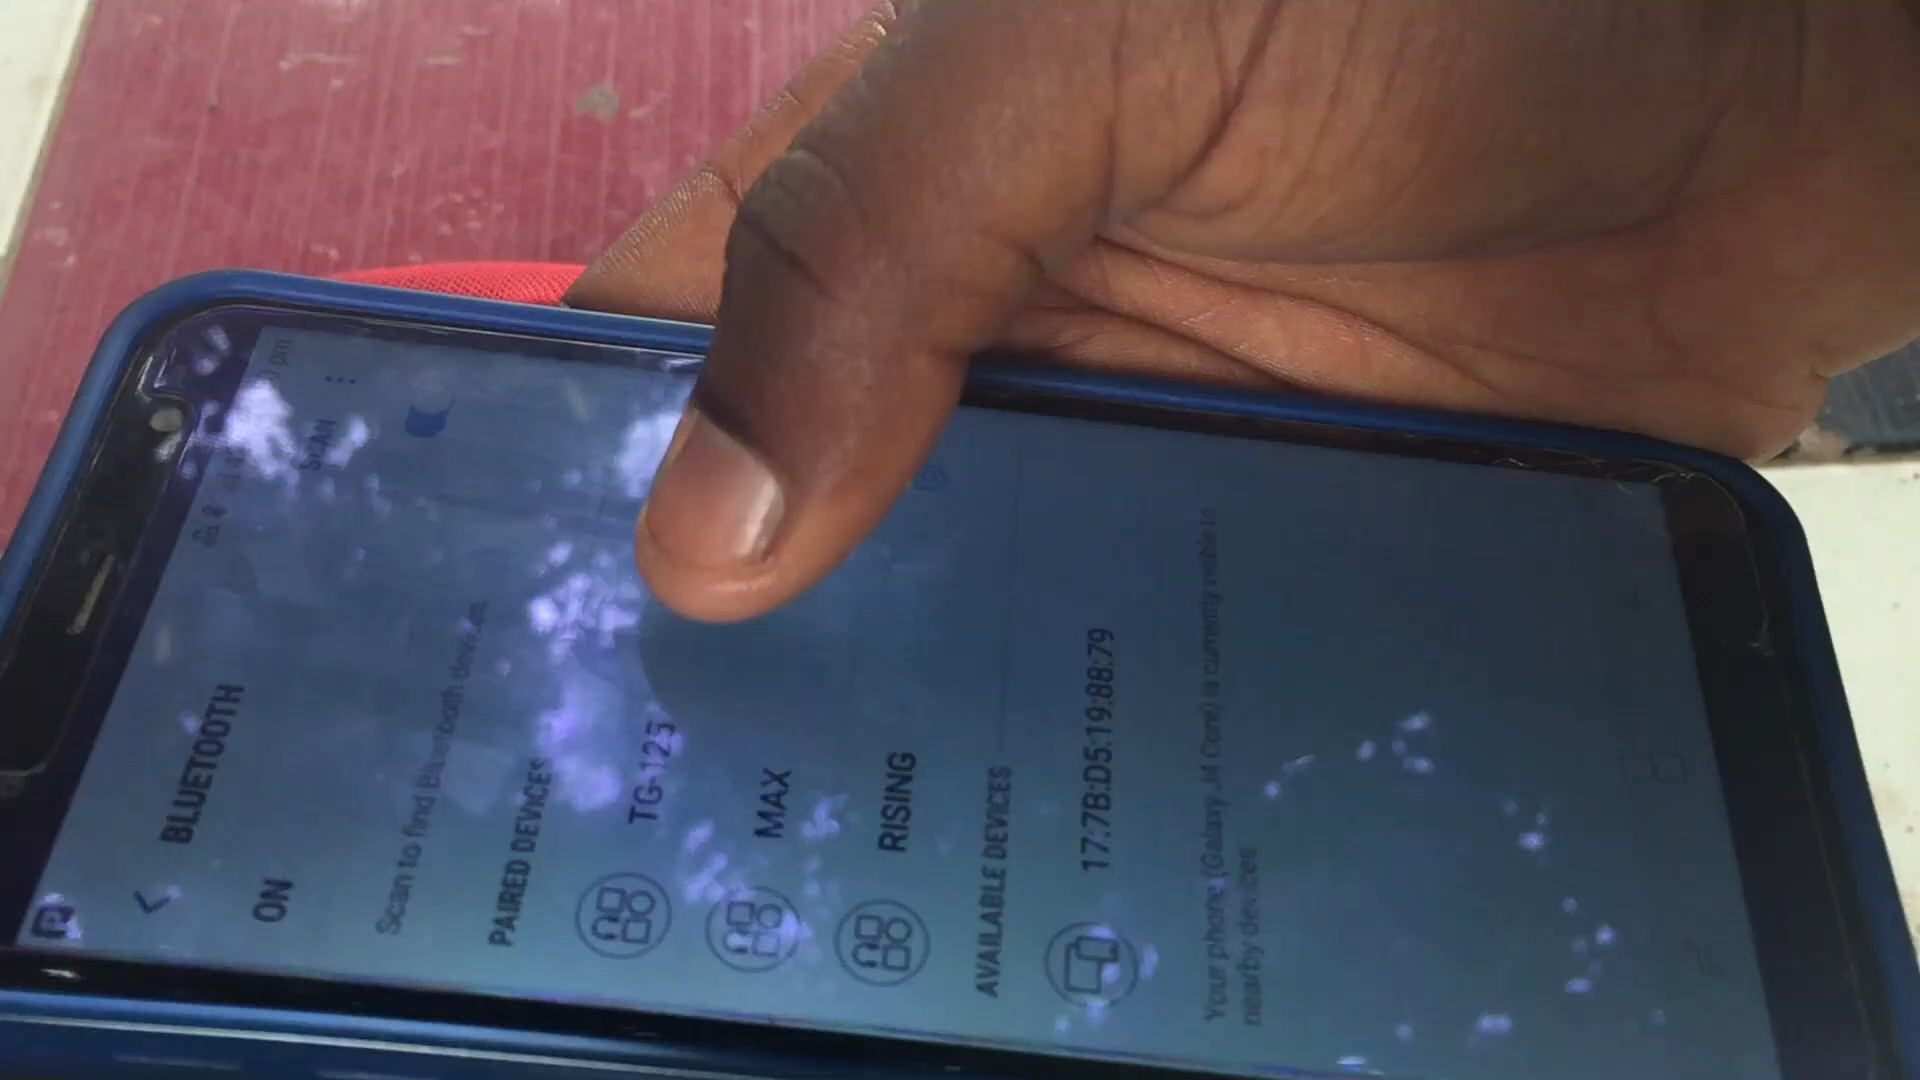 BLUETOOTH
SCAN
ON
Scan to find Bluetooth devices.
PAIRED DEVICES
TG-125
MAX
RISING
AVAILABLE DEVICES
17:7B:D5:19:88:79
Your phone (Galaxy J4 Core) is currently visible to
nearby devices.